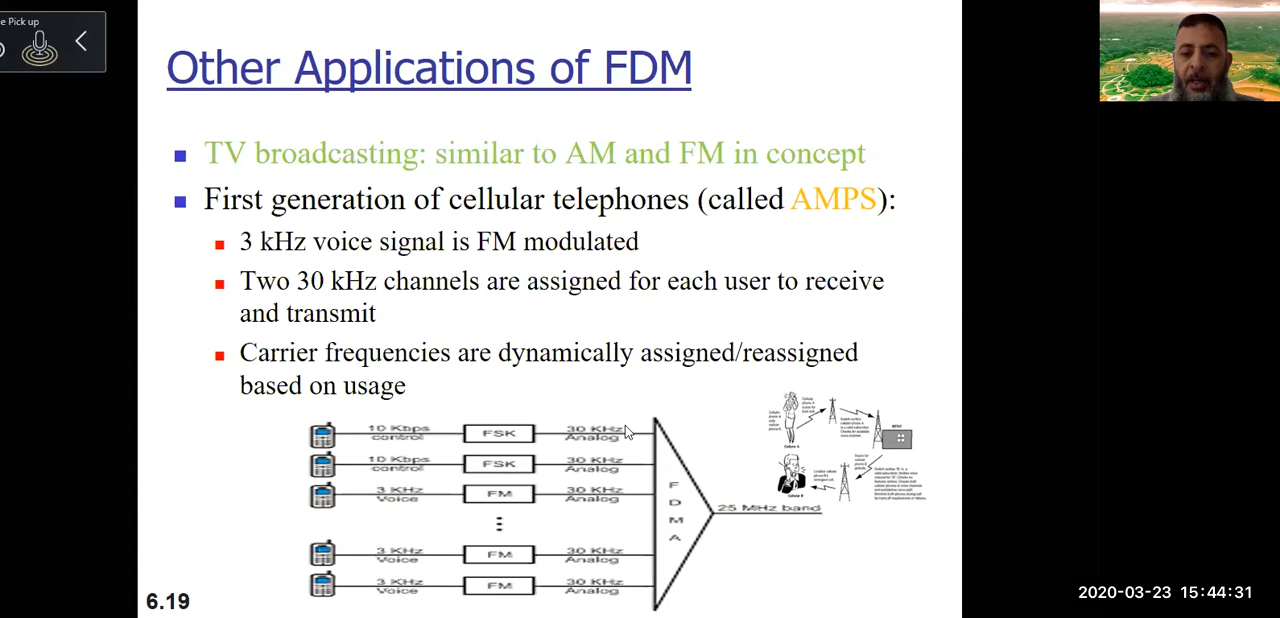 e Pick up
Other Applications of FDM
TV broadcasting: similar to AM and FM in concept
First generation of cellular telephones (called AMPS):
3 kHz voice signal is FM modulated
Two 30 kHz channels are assigned for each user to receive
and transmit
Carrier frequencies are dynamically assigned/reassigned
based on usage
10 Kbps
control
FSK
30 KHz
Analog
10 Kbps
control
FSK
30 KHz
Analog
3 KHz
Voice
FM
30 KHz
Analog
3 KHz
Voice
FM
30 KHz
Analog
3 KHz
Voice
FM
30 KHz
Analog
F
D
M
A
25 MHz band
6.19
2020-03-23 15:44:31